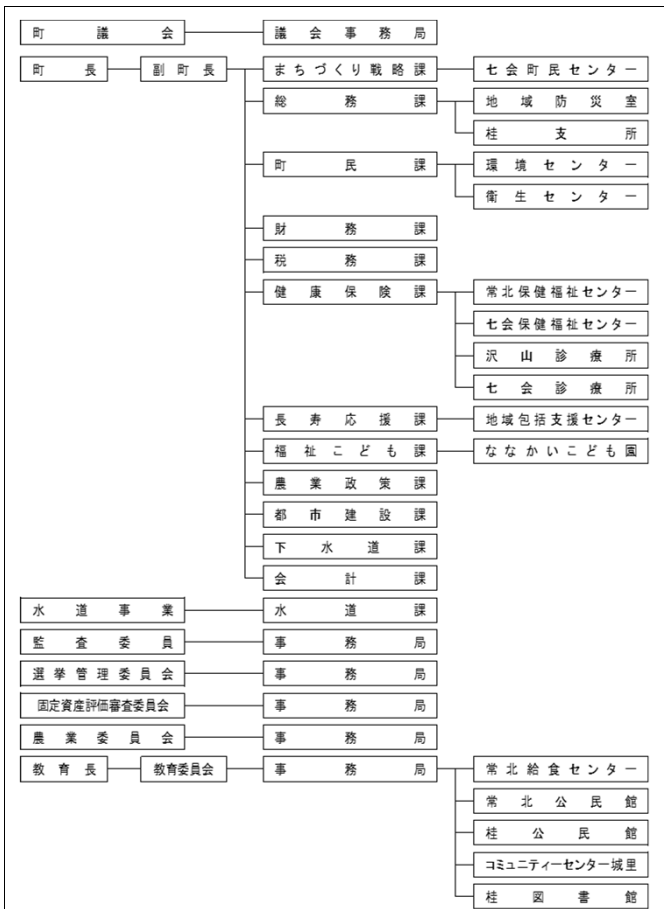 町議会 議会事務局
町長 副町長 まちづくり戦略課 七会町民センター
総務課 地域防災室
桂支所
町民課 環境センター
衛生センター
財務課
税務課
健康保険課 常北保健福祉センター
七会保健福祉センター
沢山診療所
七会診療所
長寿応援課 地域包括支援センター
福祉こども課 ななかいこども園
農業政策課
都市建設課
下水道課
会計課
水道事業 水道課
監査委員 事務局
選挙管理委員会 事務局
固定資産評価審査委員会 事務局
農業委員会 事務局
教育長 教育委員会 事務局 常北給食センター
常北公民館
桂公民館
コミュニティーセンター城里
桂図書館